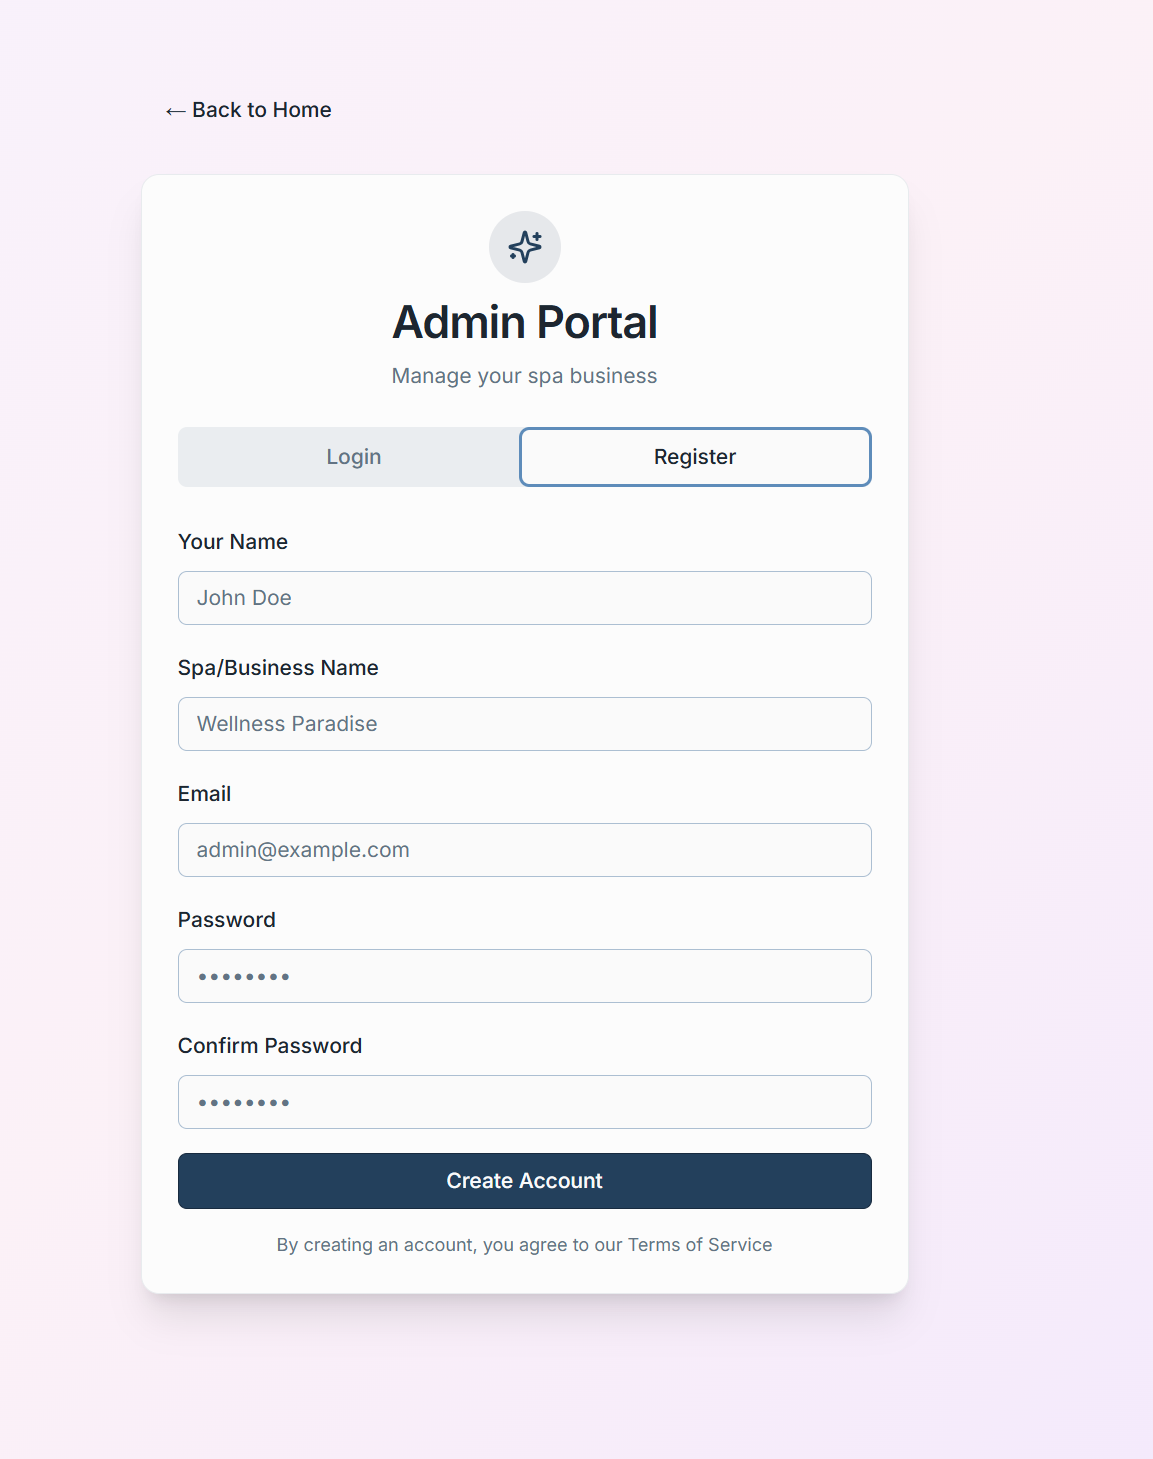 ← Back to Home
Admin Portal
Manage your spa business
Login
Register
Your Name
John Doe
Spa/Business Name
Wellness Paradise
Email
admin@example.com
Password
••••••••
Confirm Password
••••••••
Create Account
By creating an account, you agree to our Terms of Service